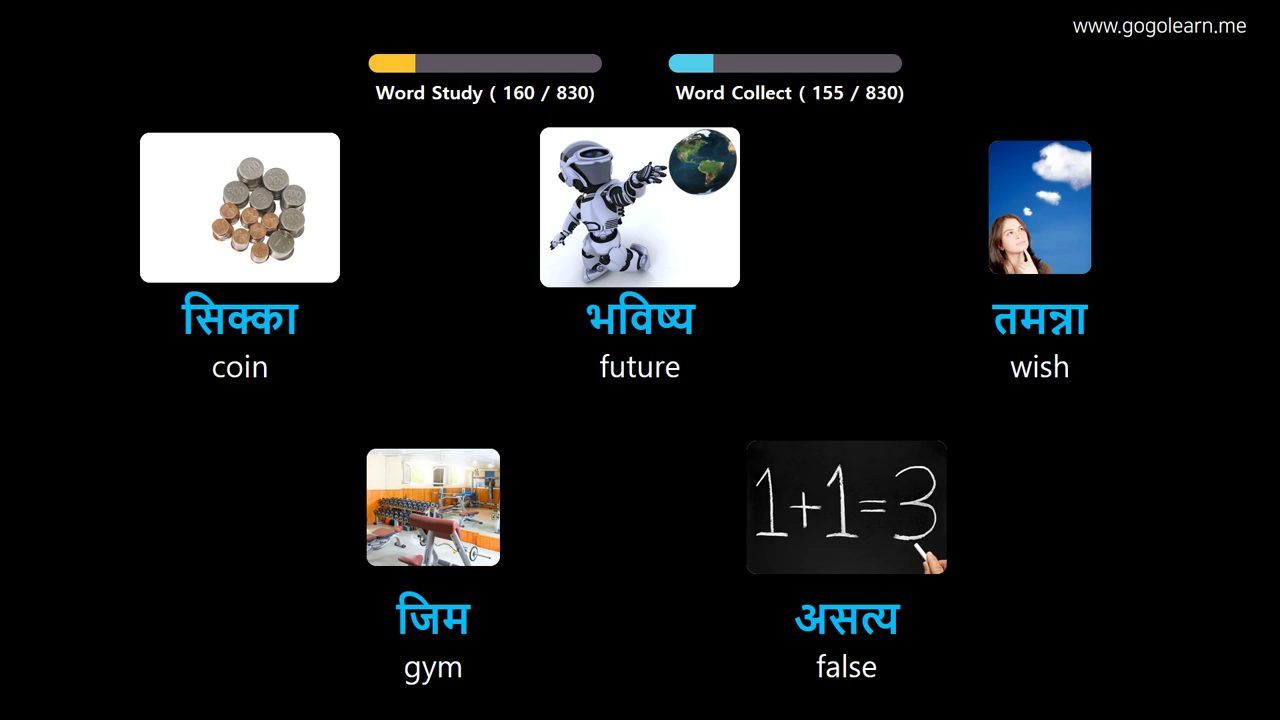 www.gogolearn.me
Word Study ( 160 / 830)
Word Collect ( 155 / 830)
सिक्का
coin
भविष्य
future
तमन्ना
wish
जिम
gym
1+1=3
असत्य
false